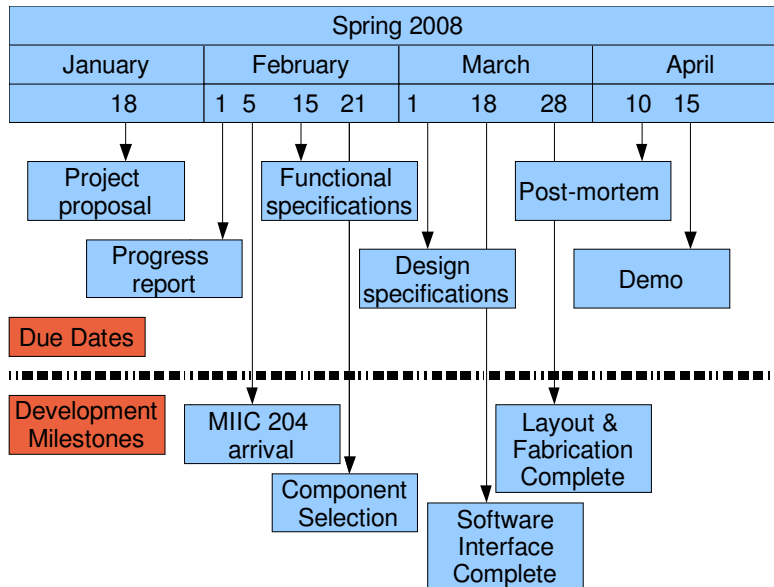 Spring 2008
January February March April
18 1 5 15 21 1 18 28 10 15
Project
proposal
Functional
specifications
Post-mortem
Progress
report
Design
specifications
Demo
Due Dates
Development
Milestones
MIIC 204
arrival
Layout &
Fabrication
Complete
Component
Selection
Software
Interface
Complete